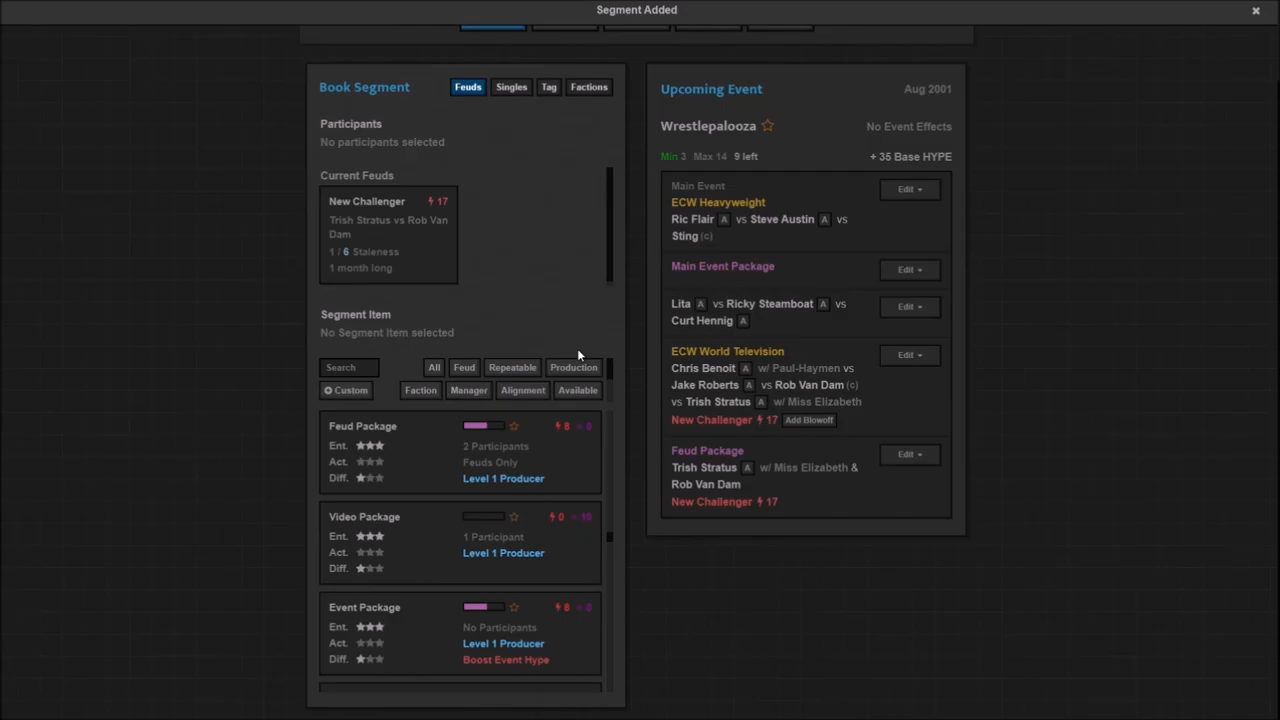 Segment Added
Book Segment
Feuds Singles Tag Factions
Participants
No participants selected
Current Feuds
New Challenger 17
Trish Stratus vs Rob Van
Dam
1 / 6 Staleness
1 month long
Segment Item
No Segment Item selected
Search All Feud Repeatable Production
Custom Faction Manager Alignment Available
Feud Package 8 0
Ent. 2 Participants
Act. Feuds Only
Diff. Level 1 Producer
Video Package 0 10
Ent. 1 Participant
Act. Level 1 Producer
Diff.
Event Package 8 0
Ent. No Participants
Act. Level 1 Producer
Diff. Boost Event Hype
Upcoming Event Aug 2001
Wrestlepalooza No Event Effects
Min 3 Max 14 9 left + 35 Base HYPE
Main Event Edit
ECW Heavyweight
Ric Flair A vs Steve Austin A vs
Sting (c)
Main Event Package Edit
Lita A vs Ricky Steamboat A vs Edit
Curt Hennig A
ECW World Television Edit
Chris Benoit A w/ Paul-Haymen vs
Jake Roberts A vs Rob Van Dam (c)
vs Trish Stratus A w/ Miss Elizabeth
New Challenger 17 Add Blowoff
Feud Package Edit
Trish Stratus A w/ Miss Elizabeth &
Rob Van Dam
New Challenger 17